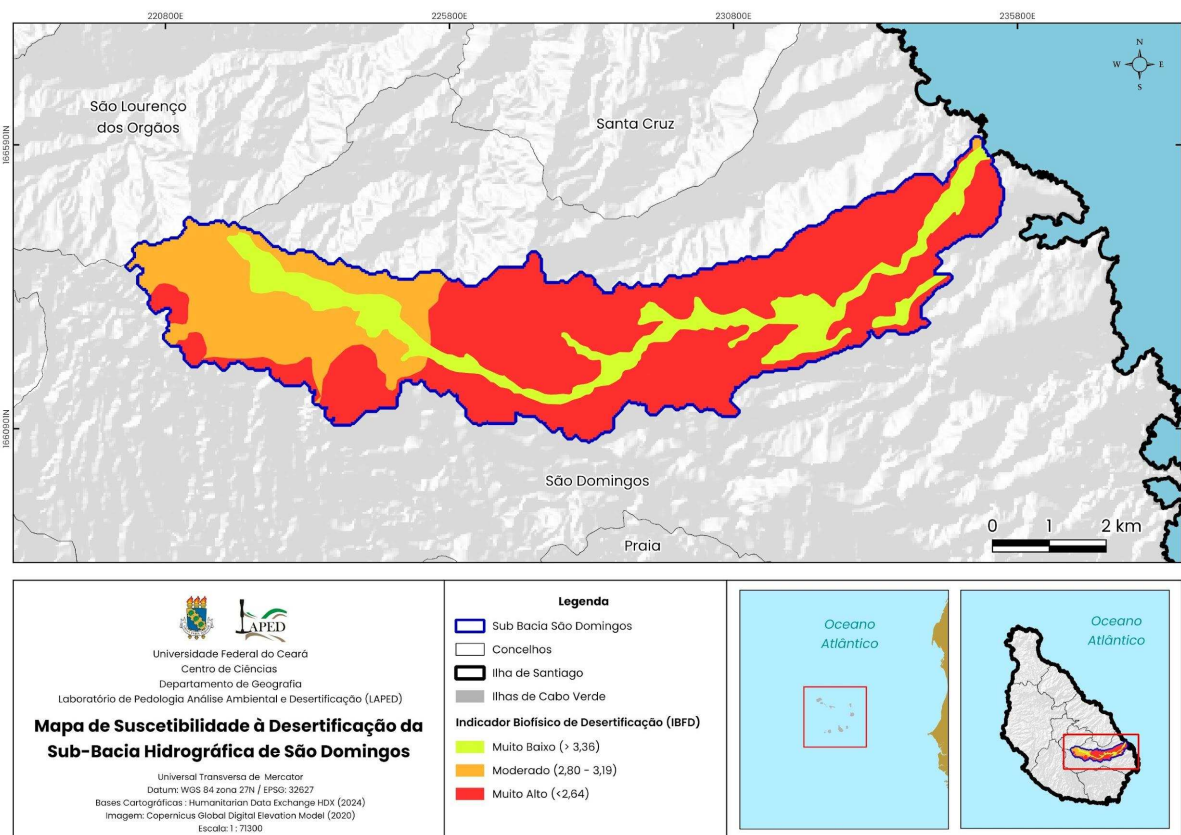 220800E
225800E
230800E
235800E
1665901N
1660901N
N
W
E
S
São Lourenço
dos Orgãos
Santa Cruz
São Domingos
Praia
0 1 2 km
LAPED
Universidade Federal do Ceará
Centro de Ciências
Departamento de Geografia
Laboratório de Pedologia Análise Ambiental e Desertificação (LAPED)
Mapa de Suscetibilidade à Desertificação da
Sub-Bacia Hidrográfica de São Domingos
Universal Transversa de Mercator
Datum: WGS 84 zona 27N / EPSG: 32627
Bases Cartográficas : Humanitarian Data Exchange HDX (2024)
Imagem: Copernicus Global Digital Elevation Model (2020)
Escala: 1 : 71300
Legenda
Sub Bacia São Domingos
Concelhos
Ilha de Santiago
Ilhas de Cabo Verde
Indicador Biofísico de Desertificação (IBFD)
Muito Baixo (> 3,36)
Moderado (2,80 - 3,19)
Muito Alto (<2,64)
Oceano
Atlântico
Oceano
Atlântico